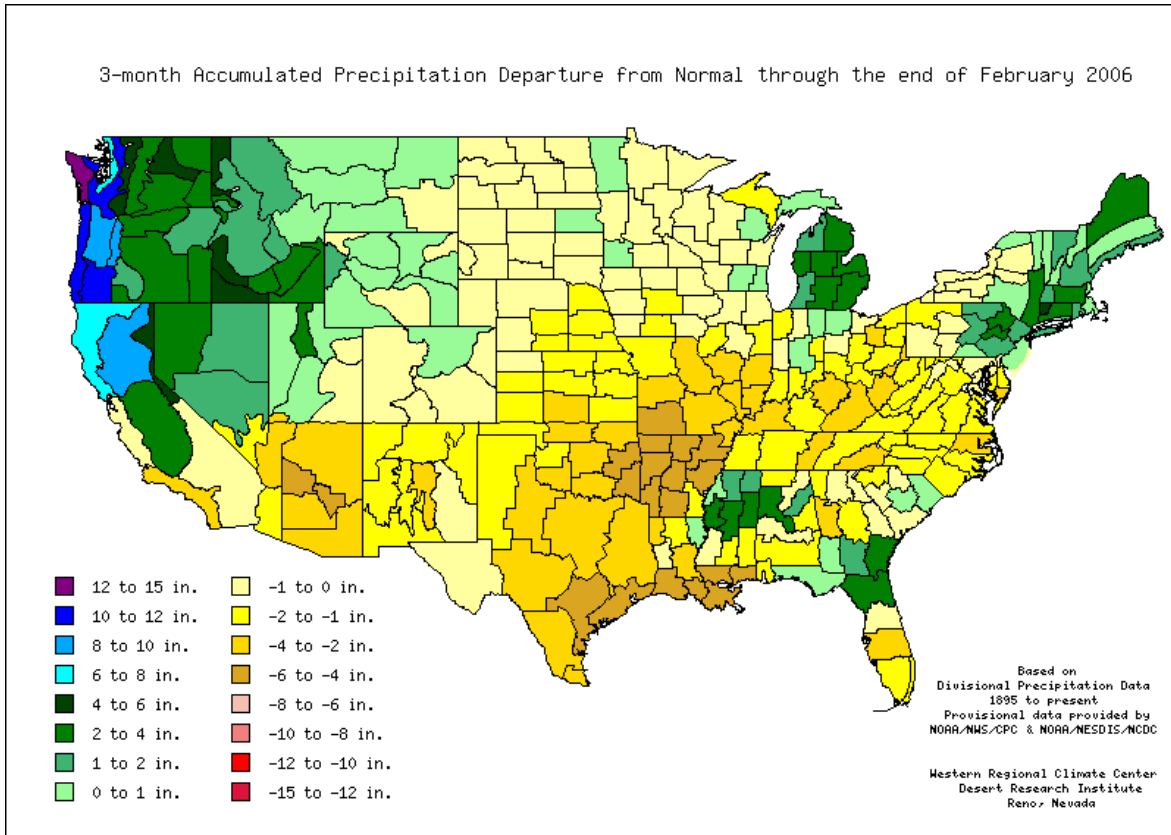 3-month Accumulated Precipitation Departure from Normal through the end of February 2006
12 to 15 in.
10 to 12 in.
8 to 10 in.
6 to 8 in.
4 to 6 in.
2 to 4 in.
1 to 2 in.
0 to 1 in.
-1 to 0 in.
-2 to -1 in.
-4 to -2 in.
-6 to -4 in.
-8 to -6 in.
-10 to -8 in.
-12 to -10 in.
-15 to -12 in.
Based on
Divisional Precipitation Data
1895 to present
Provisional data provided by
NOAA/NWS/CPC & NOAA/NESDIS/NCDC
Western Regional Climate Center
Desert Research Institute
Reno, Nevada